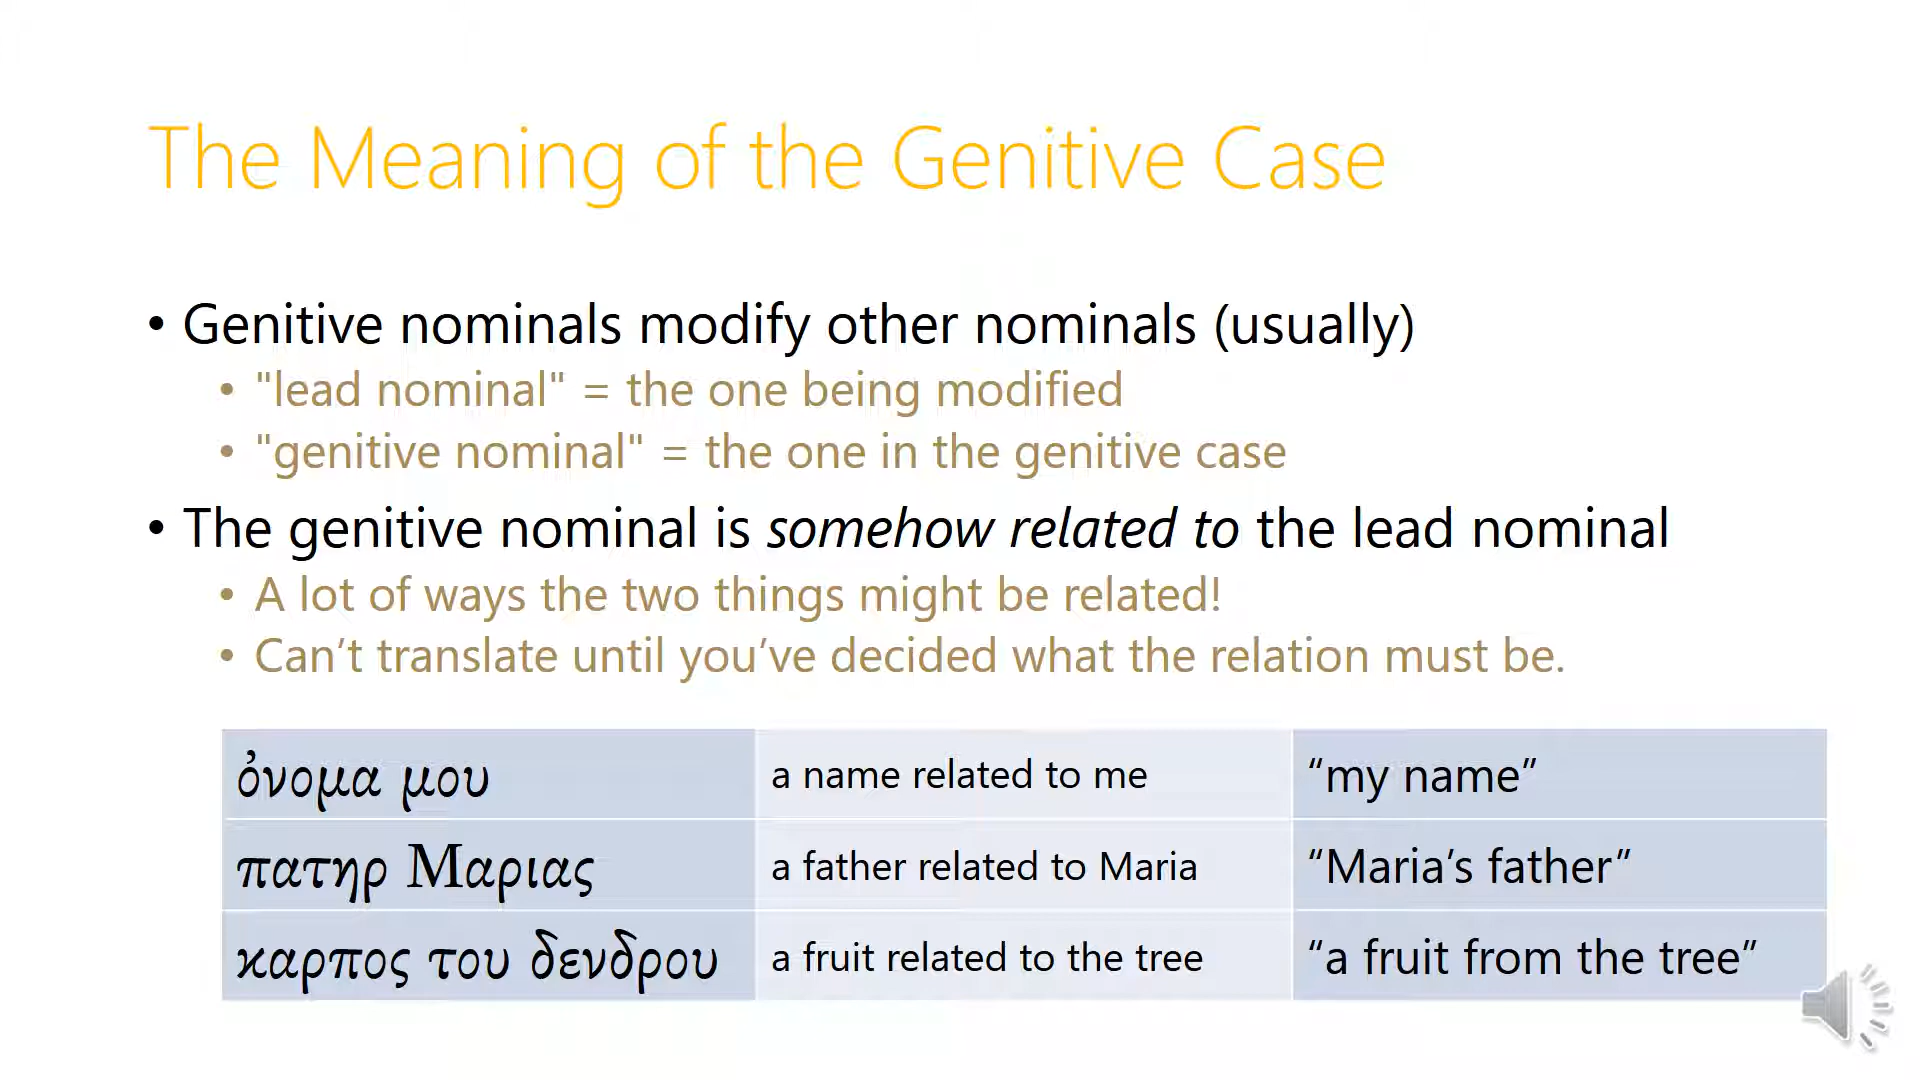 The Meaning of the Genitive Case
• Genitive nominals modify other nominals (usually)
• "lead nominal" = the one being modified
• "genitive nominal" = the one in the genitive case
• The genitive nominal is somehow related to the lead nominal
• A lot of ways the two things might be related!
• Can’t translate until you’ve decided what the relation must be.
ὀνομα μου a name related to me “my name”
πατηρ Μαριας a father related to Maria “Maria’s father”
καρπος του δενδρου a fruit related to the tree “a fruit from the tree”